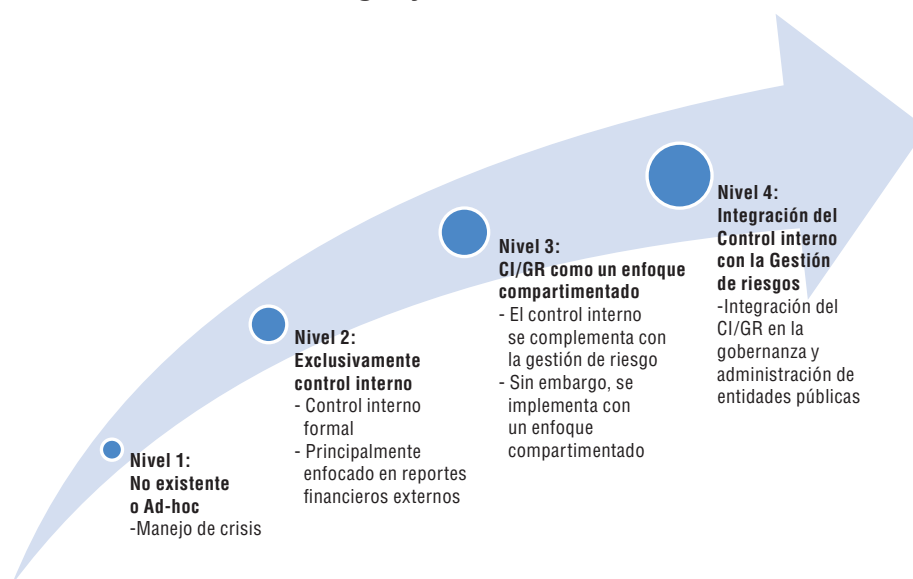 Nivel 1:
No existente
o Ad-hoc
-Manejo de crisis
Nivel 2:
Exclusivamente
control interno
- Control interno
formal
- Principalmente
enfocado en reportes
financieros externos
Nivel 3:
CI/GR como un enfoque
compartimentado
- El control interno
se complementa con
la gestión de riesgo
- Sin embargo, se
implementa con
un enfoque
compartimentado
Nivel 4:
Integración del
Control interno
con la Gestión
de riesgos
-Integración del
CI/GR en la
gobernanza y
administración de
entidades públicas